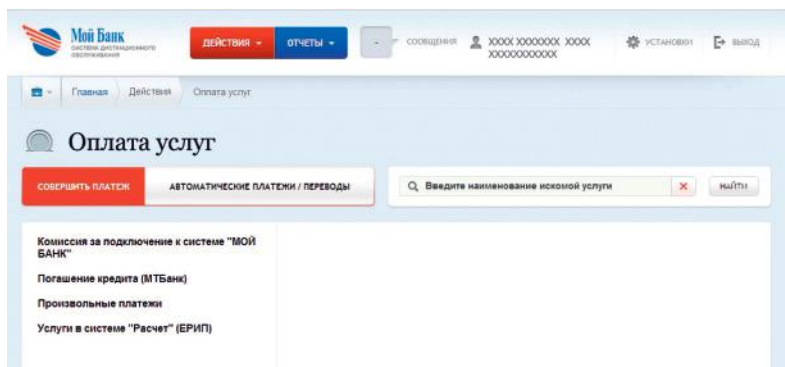 Мой Банк
СИСТЕМА ДИСТАНЦИОННОГО
ОБСЛУЖИВАНИЯ
ДЕЙСТВИЯ
ОТЧЕТЫ
-
СООБЩЕНИЯ
XXXX XXXXXXX XXXX
XXXXXXXXXXX
УСТАНОВКИ
ВЫХОД
Главная Действия Оплата услуг
Оплата услуг
СОВЕРШИТЬ ПЛАТЕЖ
АВТОМАТИЧЕСКИЕ ПЛАТЕЖИ / ПЕРЕВОДЫ
Введите наименование искомой услуги
НАЙТИ
Комиссия за подключение к системе "МОЙ
БАНК"
Погашение кредита (МТБанк)
Произвольные платежи
Услуги в системе "Расчет" (ЕРИП)